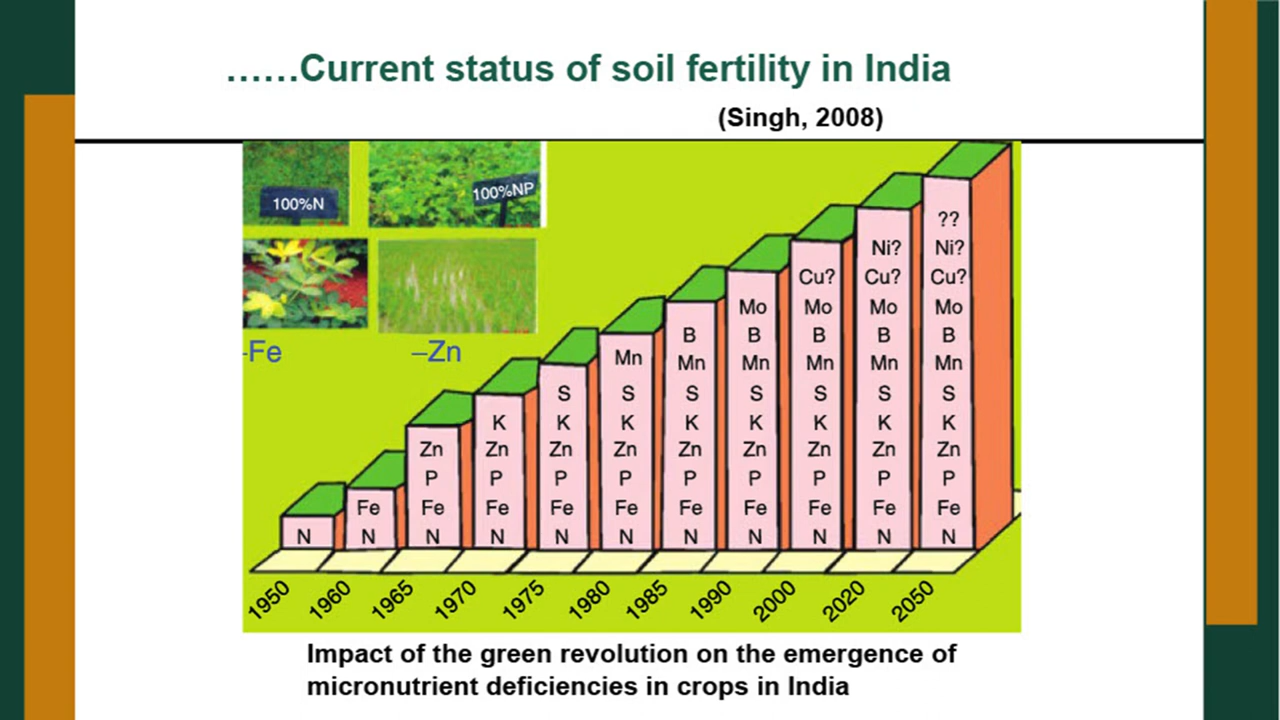 ……Current status of soil fertility in India
(Singh, 2008)
100%N
100%NP
-Fe
–Zn
N
Fe
N
Zn
P
Fe
N
K
Zn
P
Fe
N
S
K
Zn
P
Fe
N
Mn
S
K
Zn
P
Fe
N
B
Mn
S
K
Zn
P
Fe
N
Mo
B
Mn
S
K
Zn
P
Fe
N
Cu?
Mo
B
Mn
S
K
Zn
P
Fe
N
Ni?
Cu?
Mo
B
Mn
S
K
Zn
P
Fe
N
??
Ni?
Cu?
Mo
B
Mn
S
K
Zn
P
Fe
N
1950 1960 1965 1970 1975 1980 1985 1990 2000 2020 2050
Impact of the green revolution on the emergence of
micronutrient deficiencies in crops in India